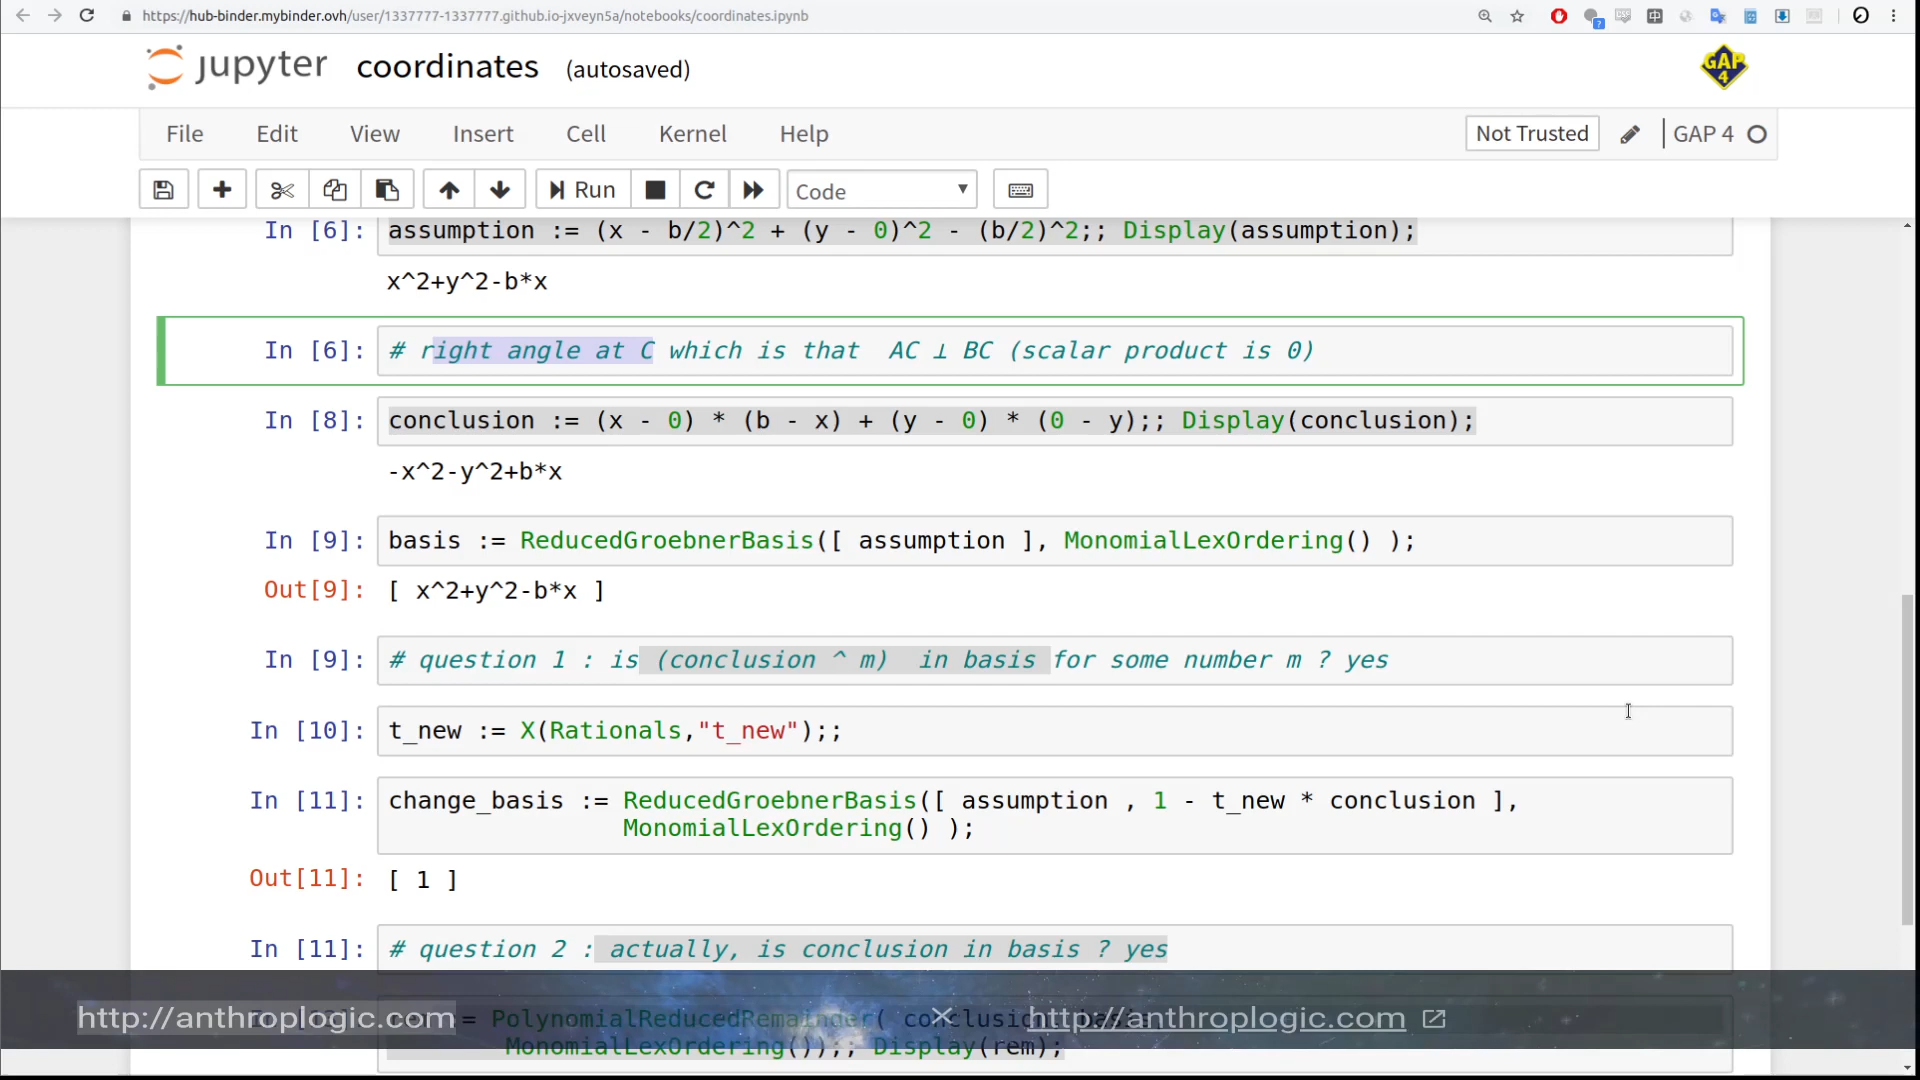 https://hub-binder.mybinder.ovh/user/1337777-1337777.github.io-jxveyn5a/notebooks/coordinates.ipynb
jupyter coordinates (autosaved) GAP 4
File Edit View Insert Cell Kernel Help Not Trusted GAP 4
Run Code
In [6]: assumption := (x - b/2)^2 + (y - 0)^2 - (b/2)^2;; Display(assumption);
x^2+y^2-b*x
In [6]: # right angle at C which is that AC ⊥ BC (scalar product is 0)
In [8]: conclusion := (x - 0) * (b - x) + (y - 0) * (0 - y);; Display(conclusion);
-x^2-y^2+b*x
In [9]: basis := ReducedGroebnerBasis([ assumption ], MonomialLexOrdering() );
Out[9]: [ x^2+y^2-b*x ]
In [9]: # question 1 : is (conclusion ^ m) in basis for some number m ? yes
In [10]: t_new := X(Rationals,"t_new");;
In [11]: change_basis := ReducedGroebnerBasis([ assumption , 1 - t_new * conclusion ],
MonomialLexOrdering() );
Out[11]: [ 1 ]
In [11]: # question 2 : actually, is conclusion in basis ? yes
http://anthroplogic.com := PolynomialReducedRemainder( conclusion, http://anthroplogic.com
MonomialLexOrdering());; Display(rem);